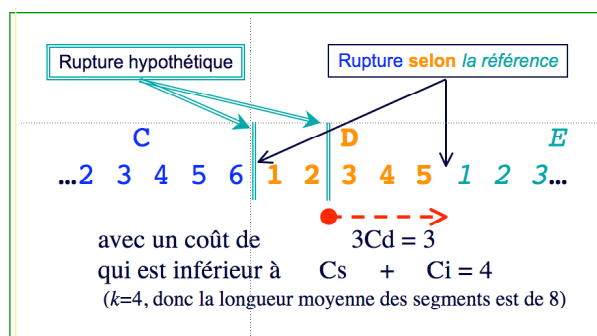 Rupture hypothétique
Rupture selon la référence
C D E
...2 3 4 5 6 1 2 3 4 5 1 2 3...
avec un coût de 3Cd = 3
qui est inférieur à Cs + Ci = 4
(k=4, donc la longueur moyenne des segments est de 8)